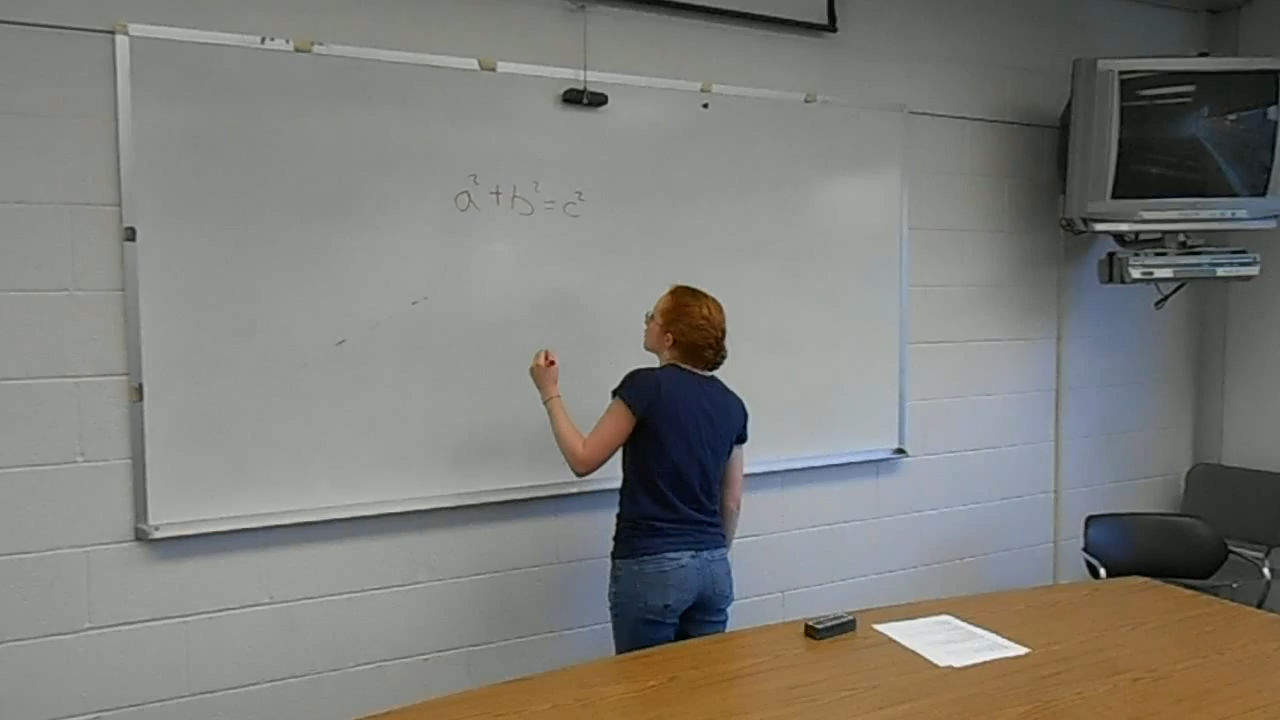 a² + b² = c²